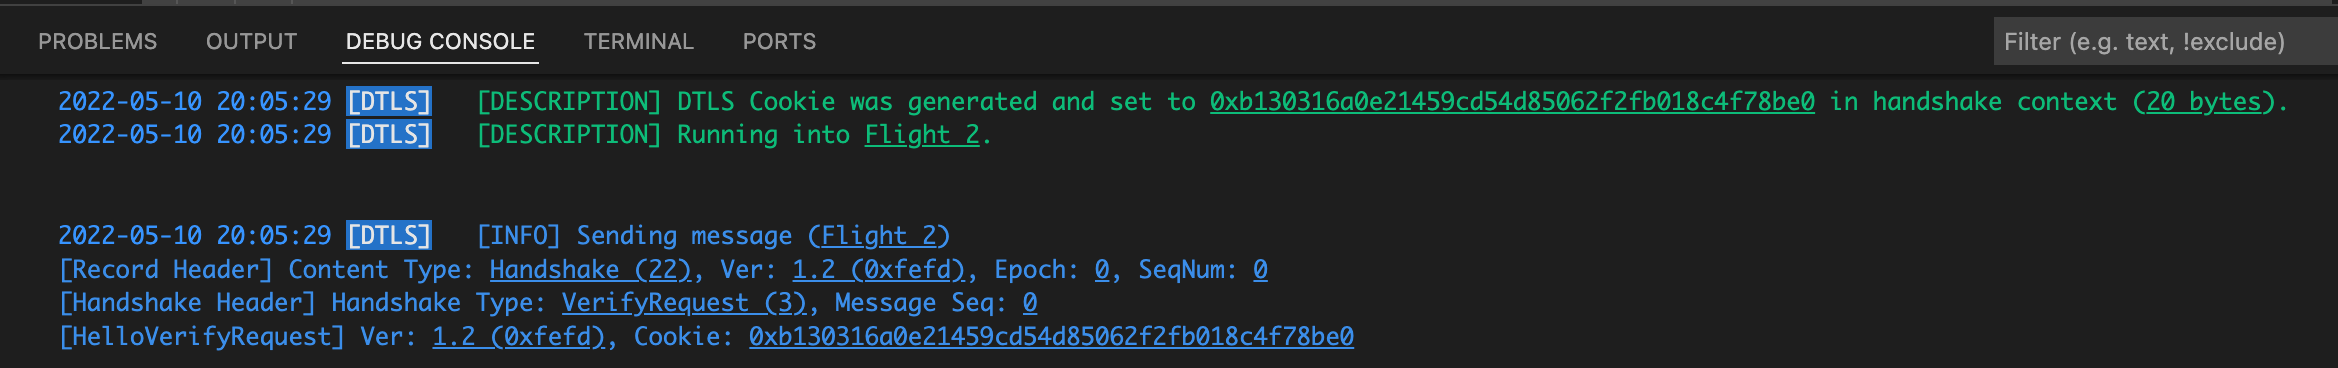 PROBLEMS OUTPUT DEBUG CONSOLE TERMINAL PORTS Filter (e.g. text, !exclude)
2022-05-10 20:05:29 [DTLS] [DESCRIPTION] DTLS Cookie was generated and set to 0xb130316a0e21459cd54d85062f2fb018c4f78be0 in handshake context (20 bytes).
2022-05-10 20:05:29 [DTLS] [DESCRIPTION] Running into Flight 2.
2022-05-10 20:05:29 [DTLS] [INFO] Sending message (Flight 2)
[Record Header] Content Type: Handshake (22), Ver: 1.2 (0xfefd), Epoch: 0, SeqNum: 0
[Handshake Header] Handshake Type: VerifyRequest (3), Message Seq: 0
[HelloVerifyRequest] Ver: 1.2 (0xfefd), Cookie: 0xb130316a0e21459cd54d85062f2fb018c4f78be0